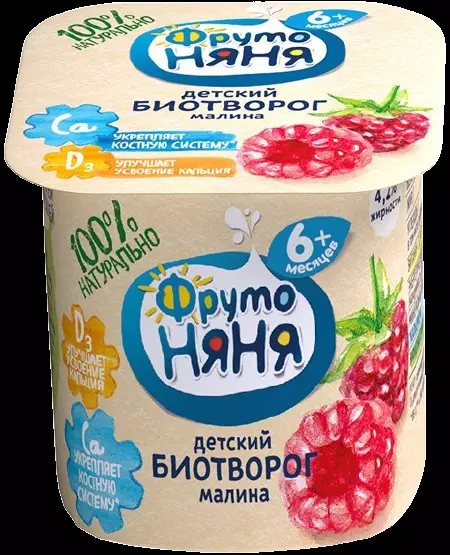 100%
НАТУРАЛЬНО
Фруто
НЯНЯ
6+
месяцев
детский
БИОТВОРОГ
малина
Ca
УКРЕПЛЯЕТ
КОСТНУЮ СИСТЕМУ*
D3
УЛУЧШАЕТ
УСВОЕНИЕ КАЛЬЦИЯ
4,2%
жирности
100%
НАТУРАЛЬНО
6+
месяцев
Фруто
НЯНЯ
D3
УЛУЧШАЕТ
УСВОЕНИЕ
КАЛЬЦИЯ
Ca
УКРЕПЛЯЕТ
КОСТНУЮ
СИСТЕМУ*
детский
БИОТВОРОГ
малина